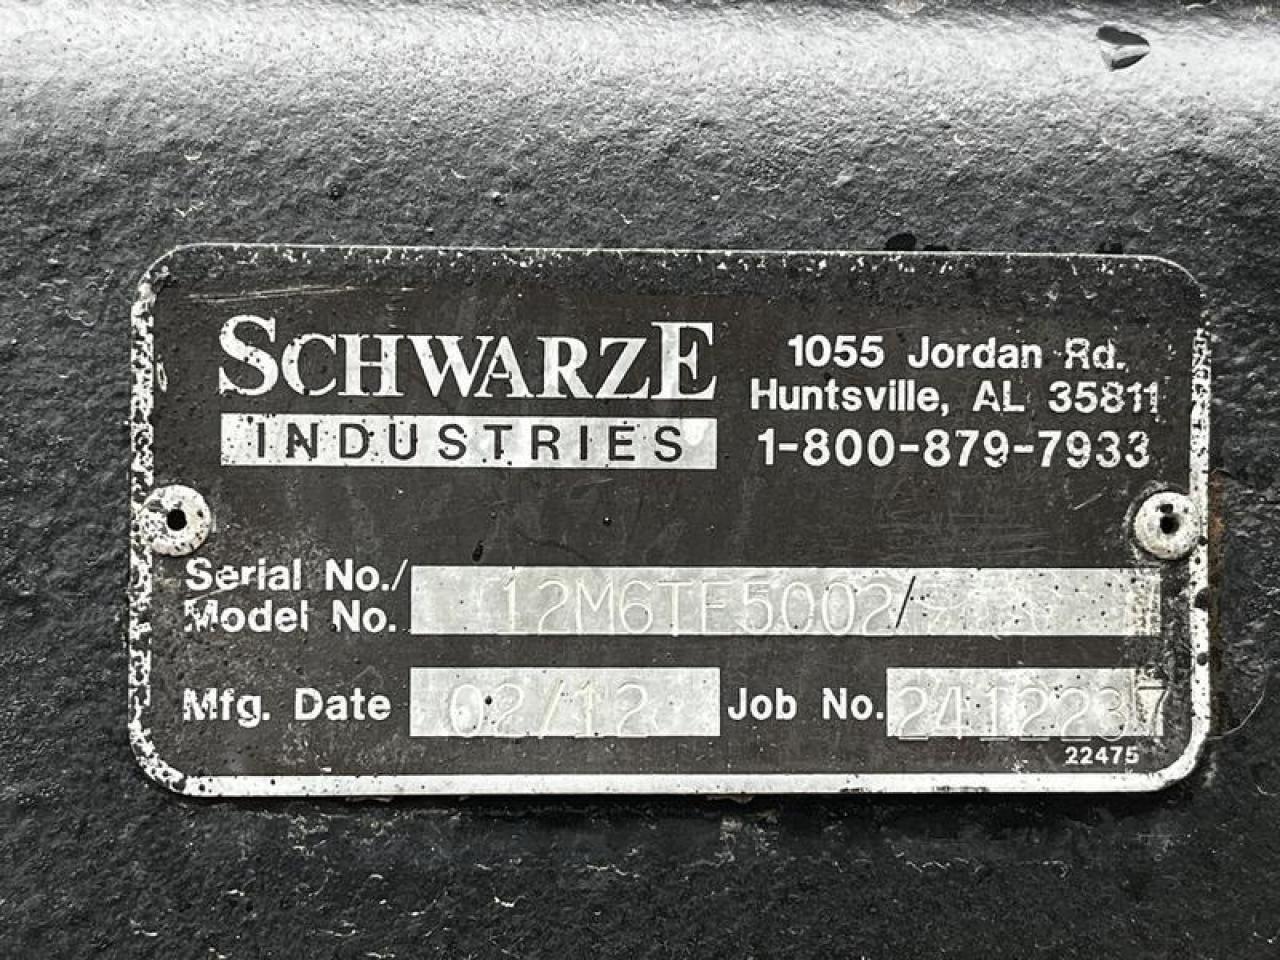 SCHWARZE
INDUSTRIES
1055 Jordan Rd.
Huntsville, AL 35811
1-800-879-7933
Serial No./
Model No.
12M6TE5002/
Mfg. Date 02/12
Job No. 2412237
22475